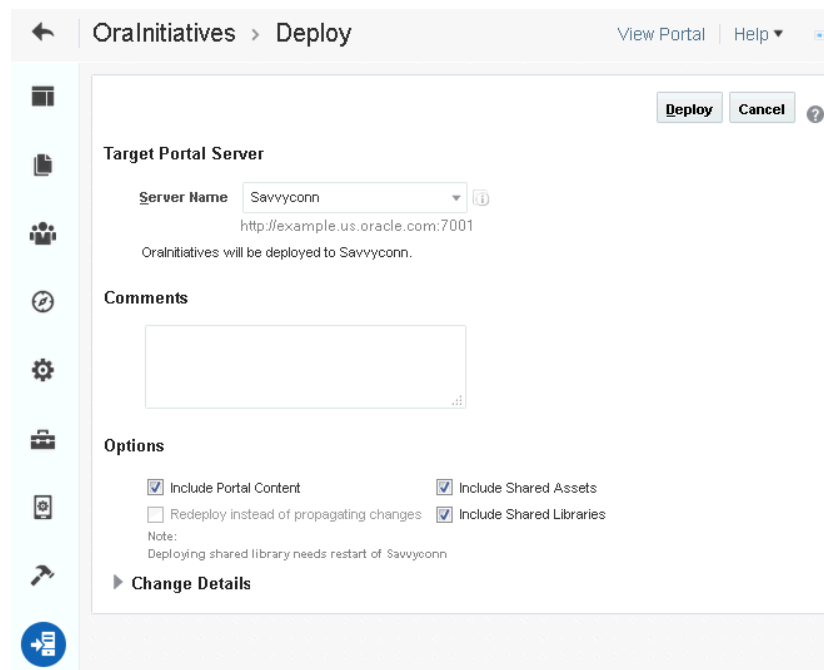 OraInitiatives > Deploy
View Portal
Help
Deploy
Cancel
Target Portal Server
Server Name
Savvyconn
http://example.us.oracle.com:7001
OraInitiatives will be deployed to Savvyconn.
Comments
Options
Include Portal Content
Include Shared Assets
Redeploy instead of propagating changes
Include Shared Libraries
Note:
Deploying shared library needs restart of Savvyconn
Change Details